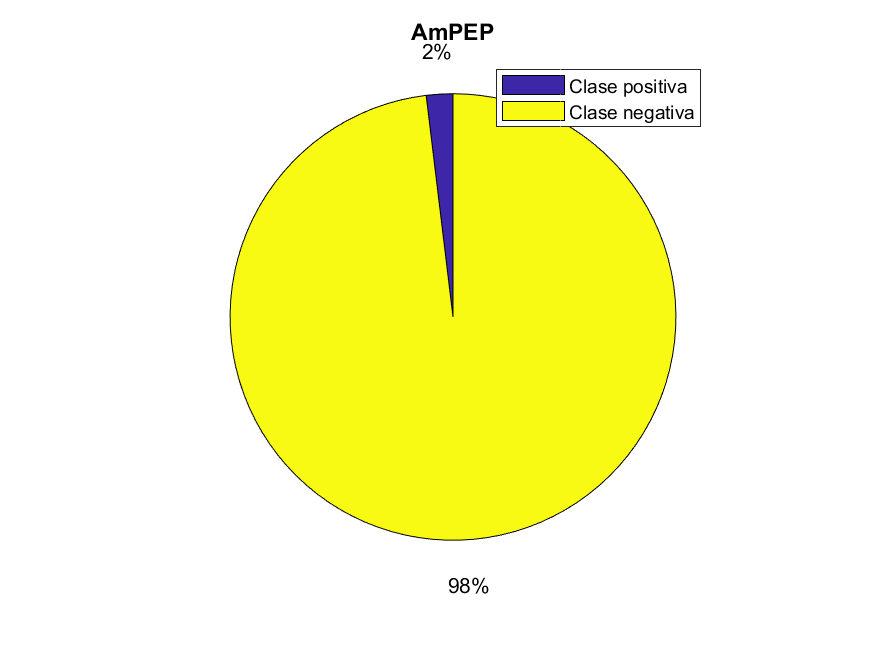 AmPEP
2%
Clase positiva
Clase negativa
98%